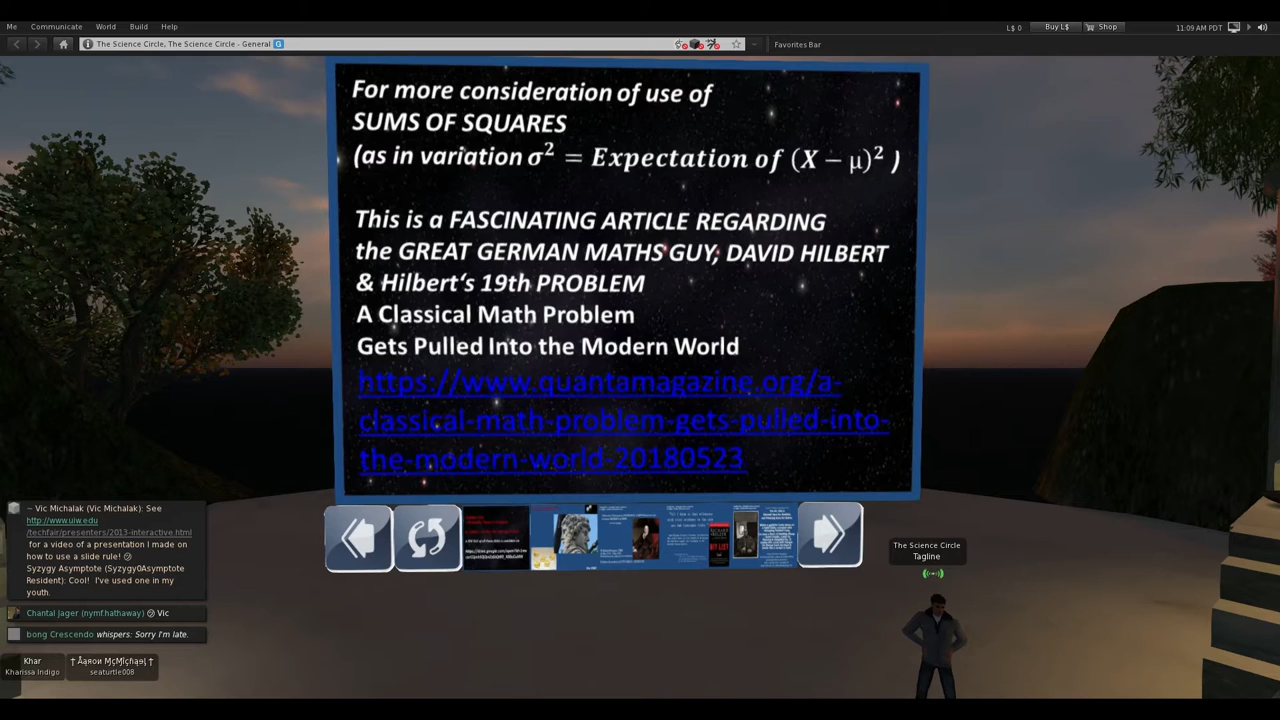 Me Communicate World Build Help L$ 0 Buy L$ Shop 11:09 AM PDT
The Science Circle, The Science Circle - General G Favorites Bar
For more consideration of use of
SUMS OF SQUARES
(as in variation σ² = Expectation of (X − μ)² )
This is a FASCINATING ARTICLE REGARDING
the GREAT GERMAN MATHS GUY, DAVID HILBERT
& Hilbert's 19th PROBLEM
A Classical Math Problem
Gets Pulled Into the Modern World
https://www.quantamagazine.org/a-
classical-math-problem-gets-pulled-into-
the-modern-world-20180523
~ Vic Michalak (Vic Michalak): See
http://www.uiw.edu
/techfair/presenters/2013-interactive.html
for a video of a presentation I made on
how to use a slide rule!
Syzygy Asymptote (Syzygy0Asymptote
Resident): Cool! I've used one in my
youth.
Chantal Jager (nymf.hathaway) Vic
bong Crescendo whispers: Sorry I'm late.
Khar
Kharissa Indigo
seaturtle008
The Science Circle
Tagline